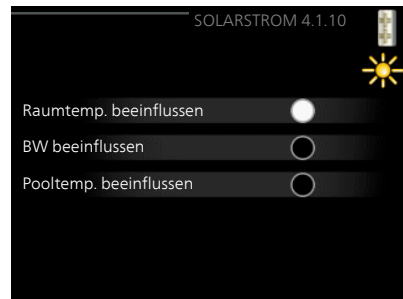 SOLARSTROM 4.1.10
Raumtemp. beeinflussen
BW beeinflussen
Pooltemp. beeinflussen